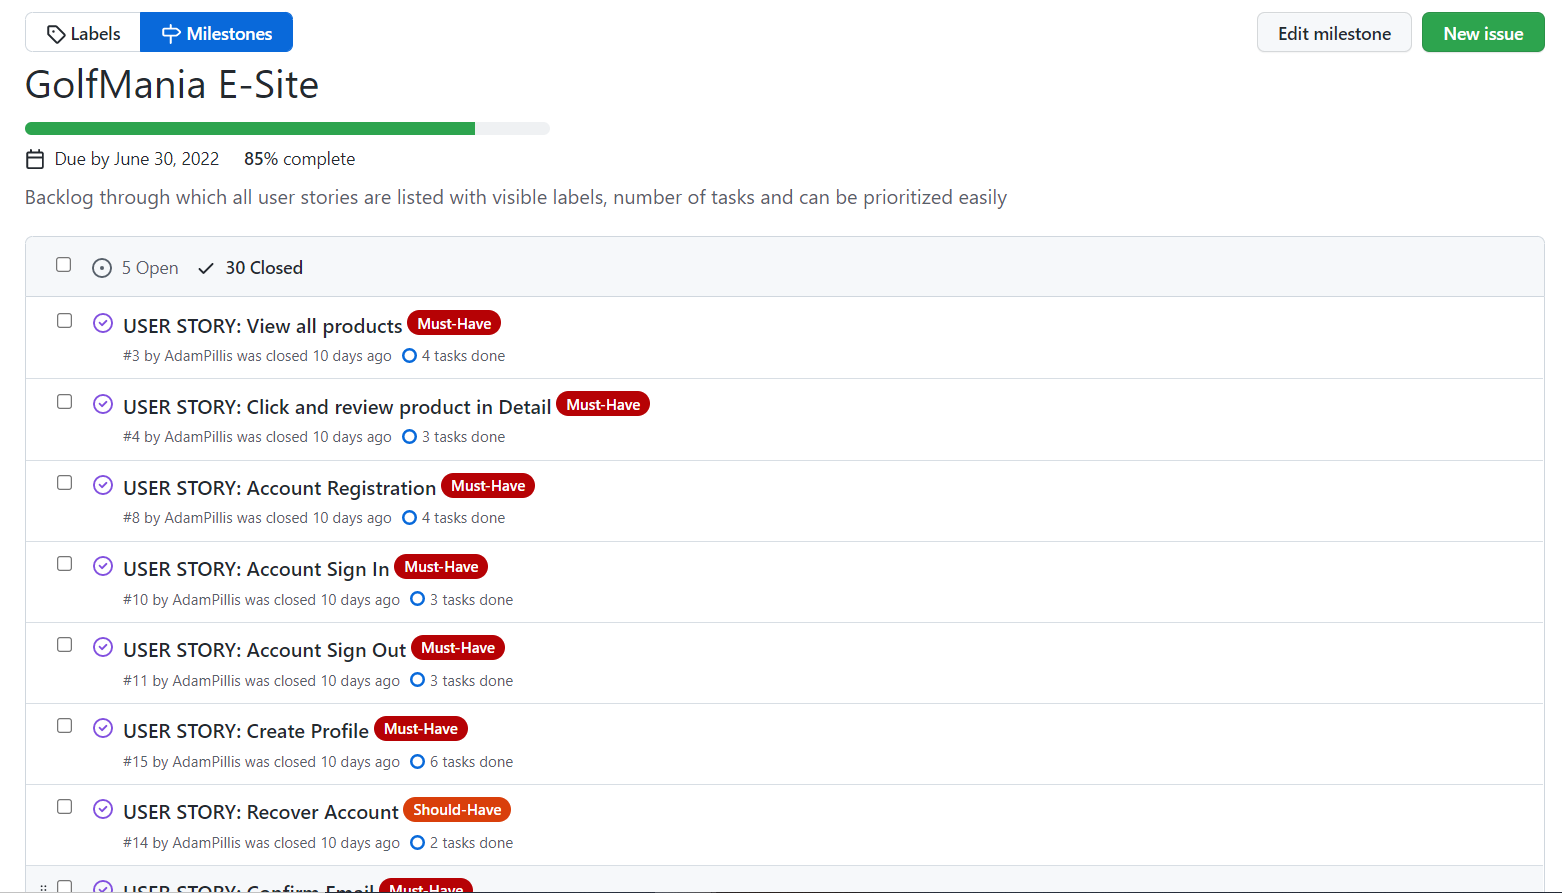 Labels Milestones Edit milestone New issue
GolfMania E-Site
Due by June 30, 2022 85% complete
Backlog through which all user stories are listed with visible labels, number of tasks and can be prioritized easily
5 Open 30 Closed
USER STORY: View all products Must-Have
#3 by AdamPillis was closed 10 days ago 4 tasks done
USER STORY: Click and review product in Detail Must-Have
#4 by AdamPillis was closed 10 days ago 3 tasks done
USER STORY: Account Registration Must-Have
#8 by AdamPillis was closed 10 days ago 4 tasks done
USER STORY: Account Sign In Must-Have
#10 by AdamPillis was closed 10 days ago 3 tasks done
USER STORY: Account Sign Out Must-Have
#11 by AdamPillis was closed 10 days ago 3 tasks done
USER STORY: Create Profile Must-Have
#15 by AdamPillis was closed 10 days ago 6 tasks done
USER STORY: Recover Account Should-Have
#14 by AdamPillis was closed 10 days ago 2 tasks done
USER STORY: Confirm Email Must-Have